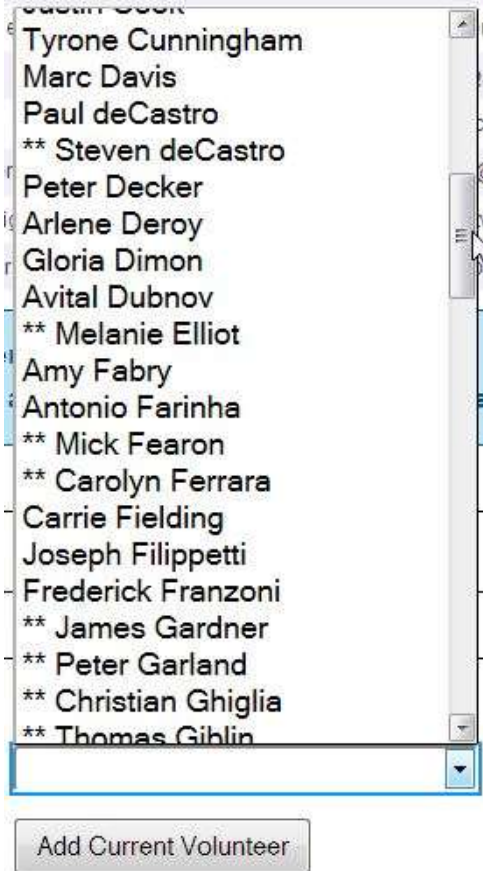 Tyrone Cunningham
Marc Davis
Paul deCastro
** Steven deCastro
Peter Decker
Arlene Deroy
Gloria Dimon
Avital Dubnov
** Melanie Elliot
Amy Fabry
Antonio Farinha
** Mick Fearon
** Carolyn Ferrara
Carrie Fielding
Joseph Filippetti
Frederick Franzoni
** James Gardner
** Peter Garland
** Christian Ghiglia
** Thomas Giblin
Add Current Volunteer